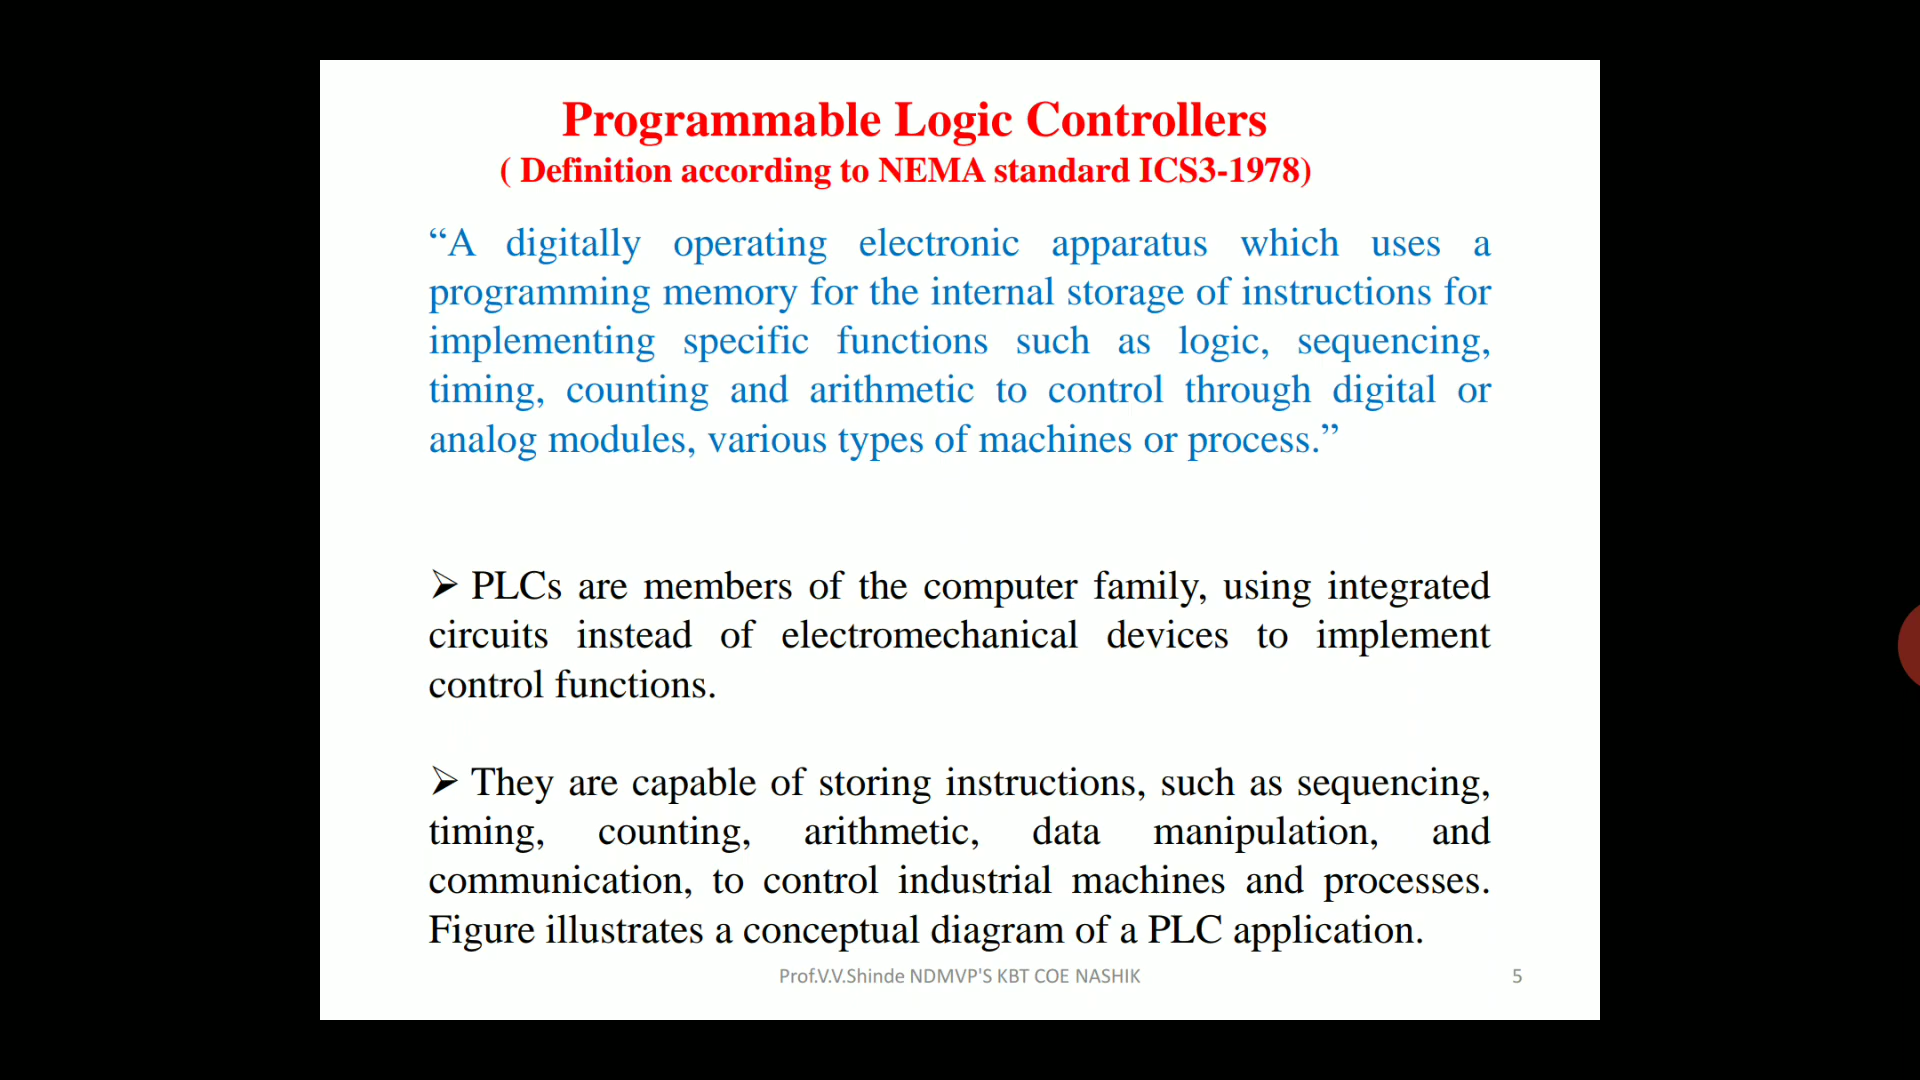 Programmable Logic Controllers
( Definition according to NEMA standard ICS3-1978)
“A digitally operating electronic apparatus which uses a
programming memory for the internal storage of instructions for
implementing specific functions such as logic, sequencing,
timing, counting and arithmetic to control through digital or
analog modules, various types of machines or process.”
➢ PLCs are members of the computer family, using integrated
circuits instead of electromechanical devices to implement
control functions.
➢ They are capable of storing instructions, such as sequencing,
timing, counting, arithmetic, data manipulation, and
communication, to control industrial machines and processes.
Figure illustrates a conceptual diagram of a PLC application.
Prof.V.V.Shinde NDMVP'S KBT COE NASHIK
5